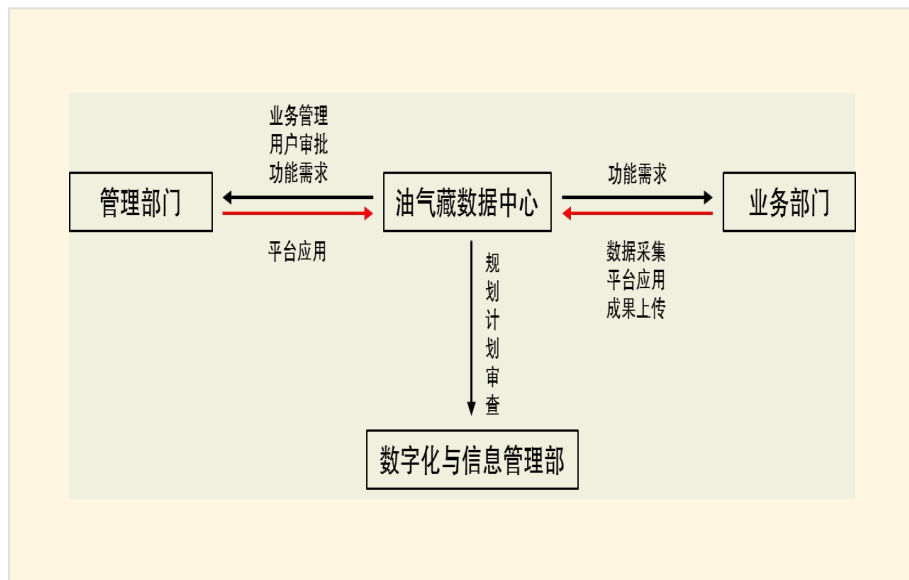 业务管理
用户审批
功能需求
管理部门
平台应用
油气藏数据中心
功能需求
业务部门
数据采集
平台应用
成果上传
规划计划审查
数字化与信息管理部